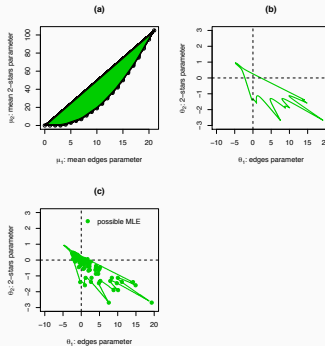 (a)
μ₂: mean 2-stars parameter
100
80
60
40
20
0
0 5 10 15 20
μ₁: mean edges parameter
(b)
θ₂: 2-stars parameter
3
2
1
0
-1
-2
-3
-10 -5 0 5 10 15 20
θ₁: edges parameter
(c)
possible MLE
θ₂: 2-stars parameter
3
2
1
0
-1
-2
-3
-10 -5 0 5 10 15 20
θ₁: edges parameter